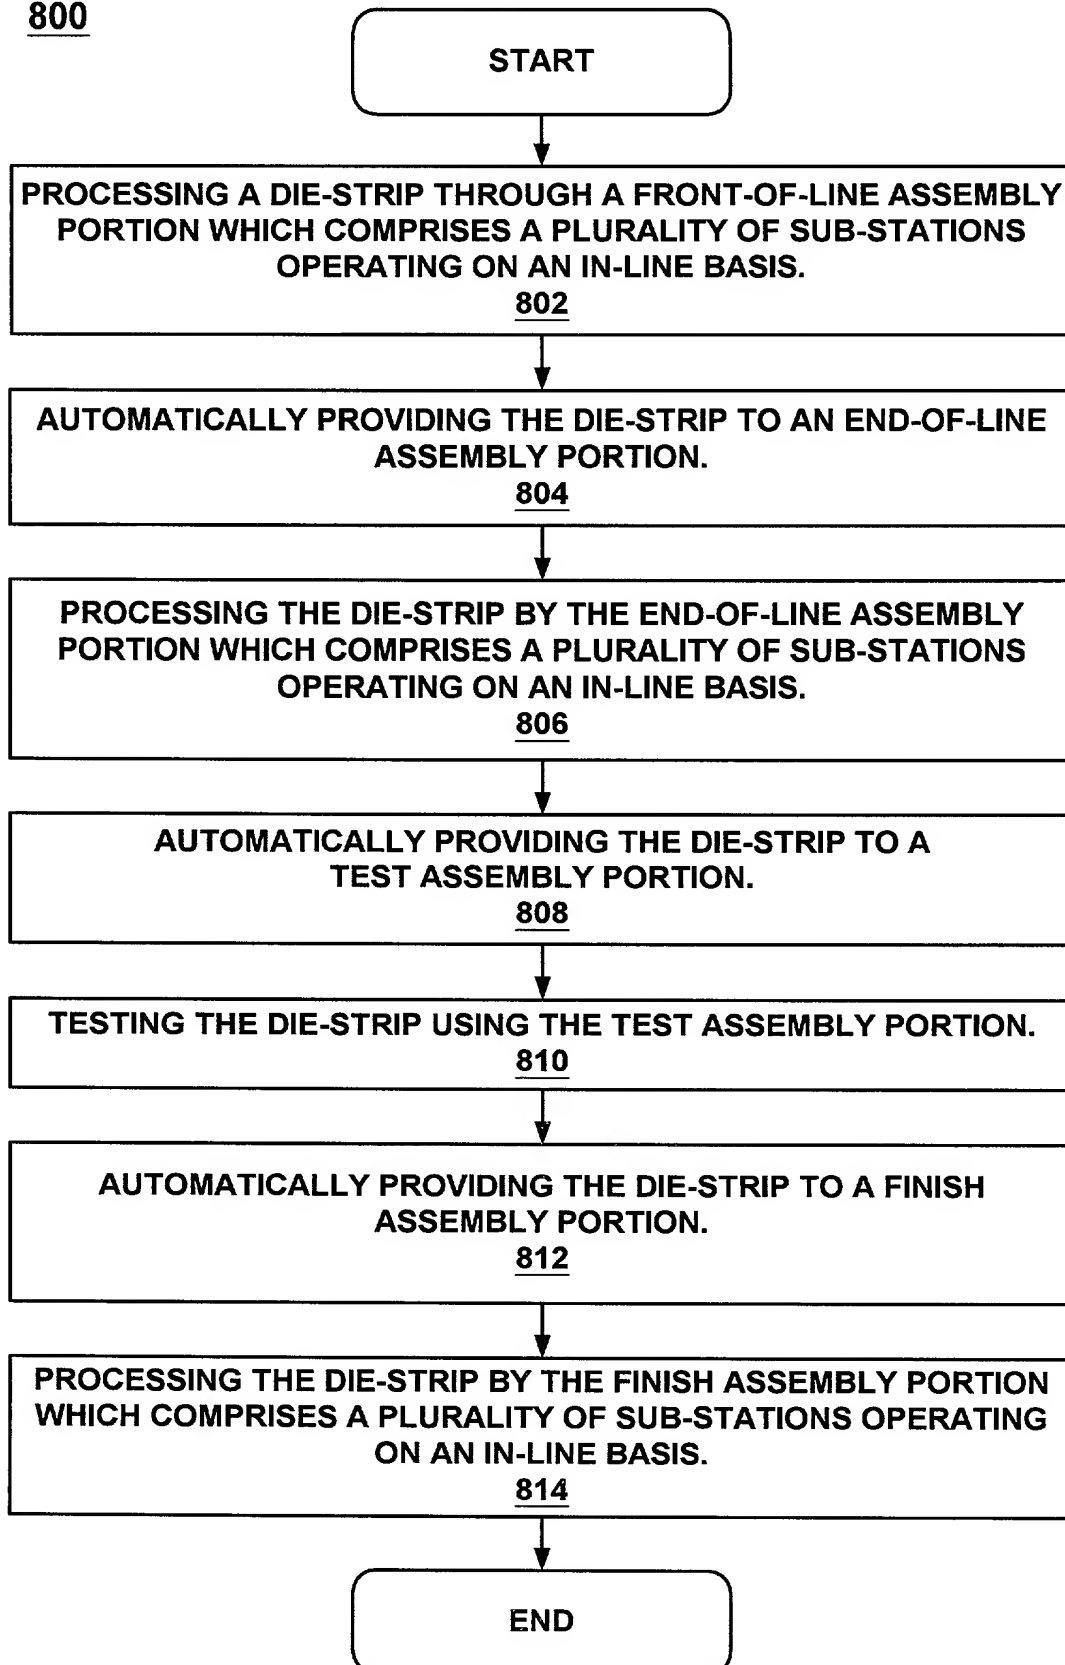 800
START
PROCESSING A DIE-STRIP THROUGH A FRONT-OF-LINE ASSEMBLY
PORTION WHICH COMPRISES A PLURALITY OF SUB-STATIONS
OPERATING ON AN IN-LINE BASIS.
802
AUTOMATICALLY PROVIDING THE DIE-STRIP TO AN END-OF-LINE
ASSEMBLY PORTION.
804
PROCESSING THE DIE-STRIP BY THE END-OF-LINE ASSEMBLY
PORTION WHICH COMPRISES A PLURALITY OF SUB-STATIONS
OPERATING ON AN IN-LINE BASIS.
806
AUTOMATICALLY PROVIDING THE DIE-STRIP TO A
TEST ASSEMBLY PORTION.
808
TESTING THE DIE-STRIP USING THE TEST ASSEMBLY PORTION.
810
AUTOMATICALLY PROVIDING THE DIE-STRIP TO A FINISH
ASSEMBLY PORTION.
812
PROCESSING THE DIE-STRIP BY THE FINISH ASSEMBLY PORTION
WHICH COMPRISES A PLURALITY OF SUB-STATIONS OPERATING
ON AN IN-LINE BASIS.
814
END